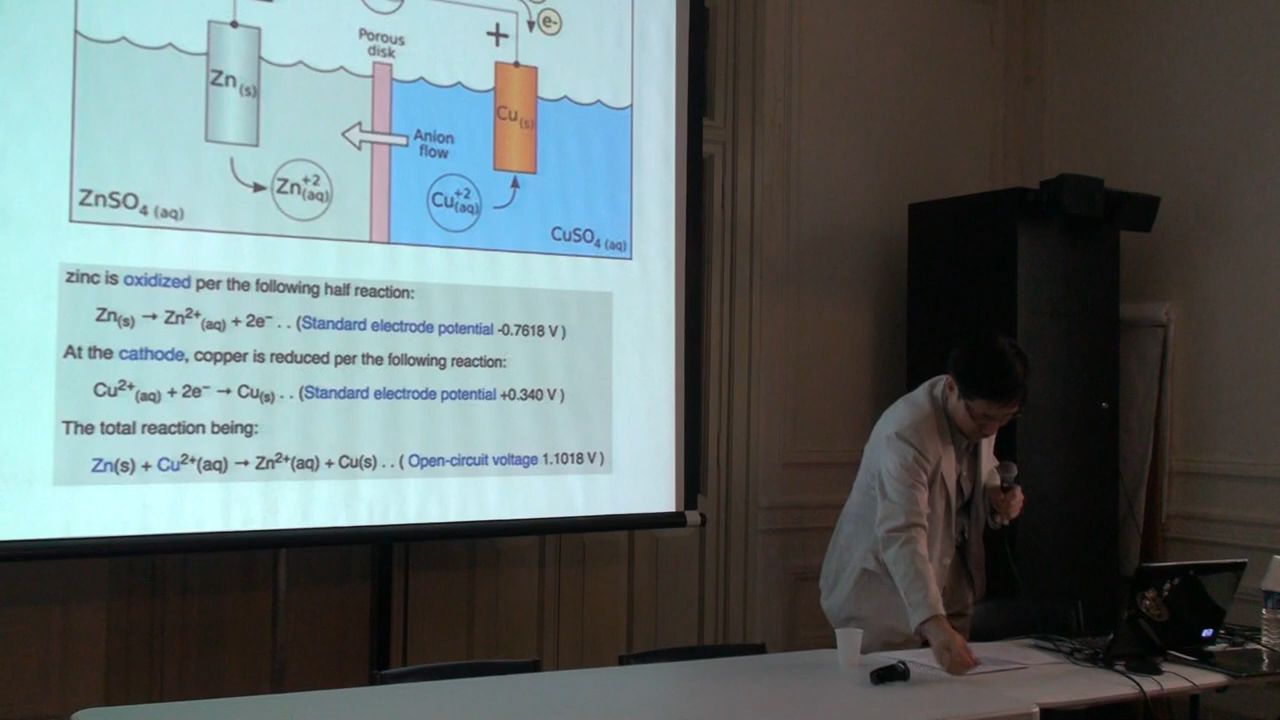 e-
+
Porous
disk
Zn(s)
Cu(s)
Anion
flow
Zn+2(aq)
Cu+2(aq)
ZnSO4 (aq)
CuSO4 (aq)
zinc is oxidized per the following half reaction:
Zn(s) → Zn2+(aq) + 2e− . . (Standard electrode potential -0.7618 V )
At the cathode, copper is reduced per the following reaction:
Cu2+(aq) + 2e− → Cu(s) . . (Standard electrode potential +0.340 V )
The total reaction being:
Zn(s) + Cu2+(aq) → Zn2+(aq) + Cu(s) . . ( Open-circuit voltage 1.1018 V )